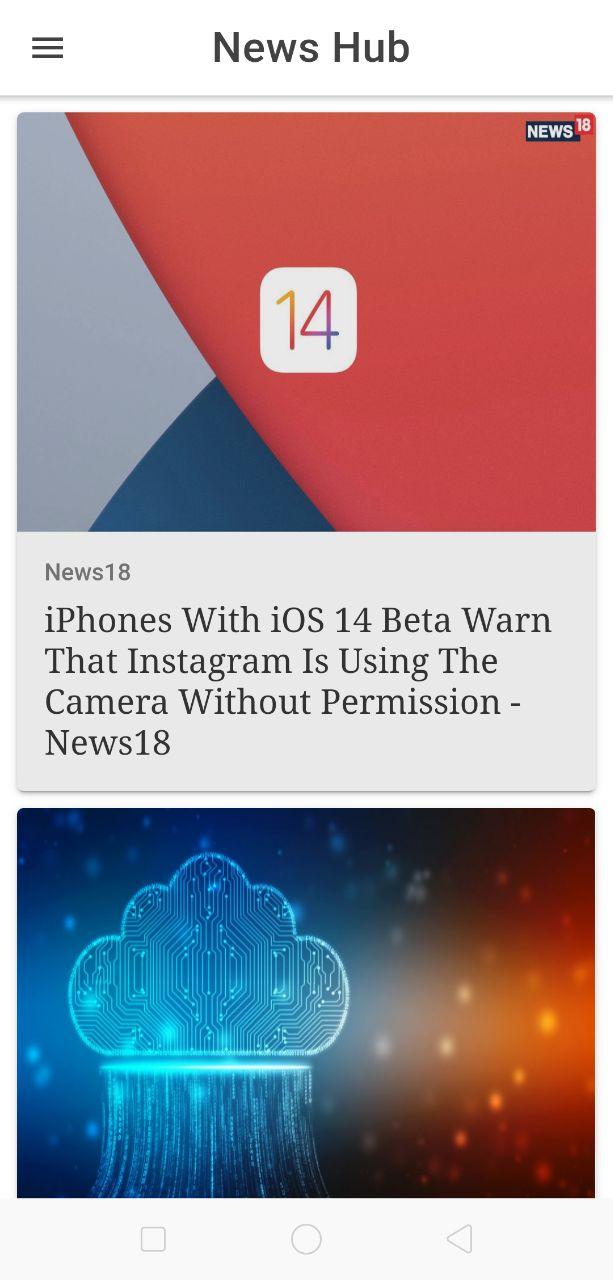 News Hub
NEWS 18
14
News18
iPhones With iOS 14 Beta Warn
That Instagram Is Using The
Camera Without Permission -
News18